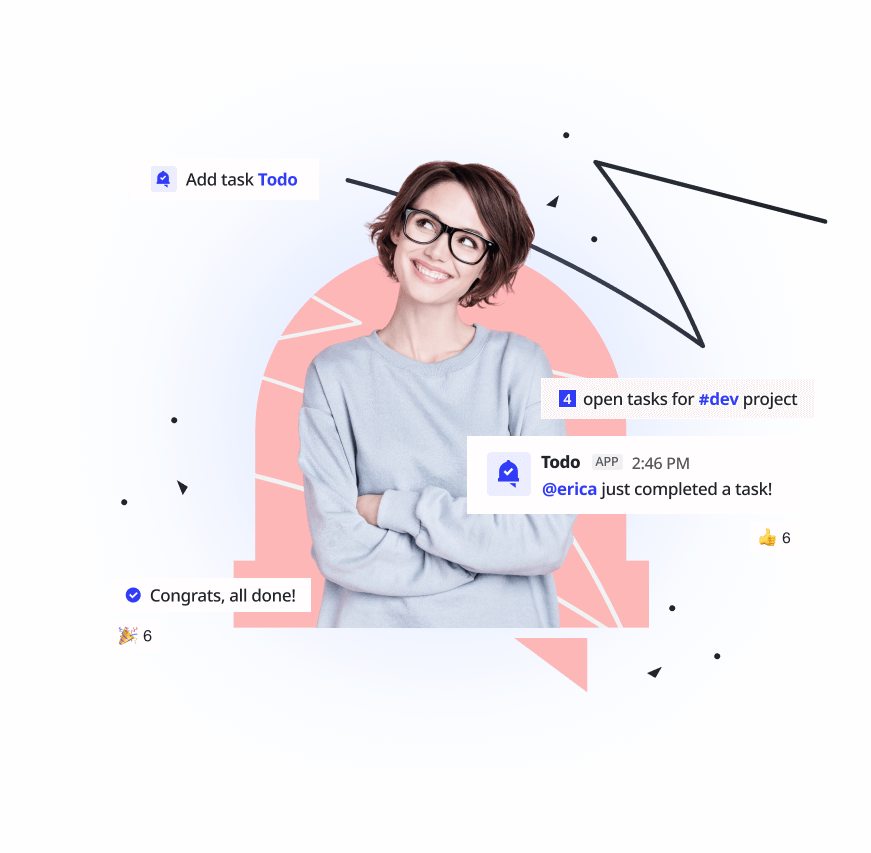 Add task Todo
4 open tasks for #dev project
Todo APP 2:46 PM
@erica just completed a task!
👍 6
Congrats, all done!
🎉 6